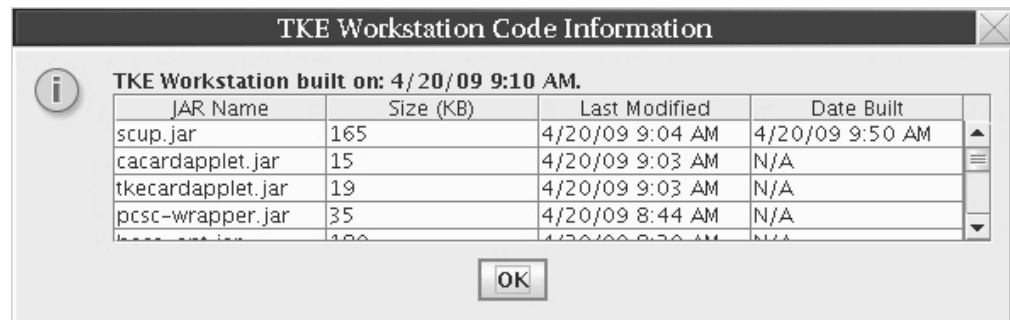 TKE Workstation Code Information
TKE Workstation built on: 4/20/09 9:10 AM.
JAR Name Size (KB) Last Modified Date Built
scup.jar 165 4/20/09 9:04 AM 4/20/09 9:50 AM
cacardapplet.jar 15 4/20/09 9:03 AM N/A
tkecardapplet.jar 19 4/20/09 9:03 AM N/A
pcsc-wrapper.jar 35 4/20/09 8:44 AM N/A
OK